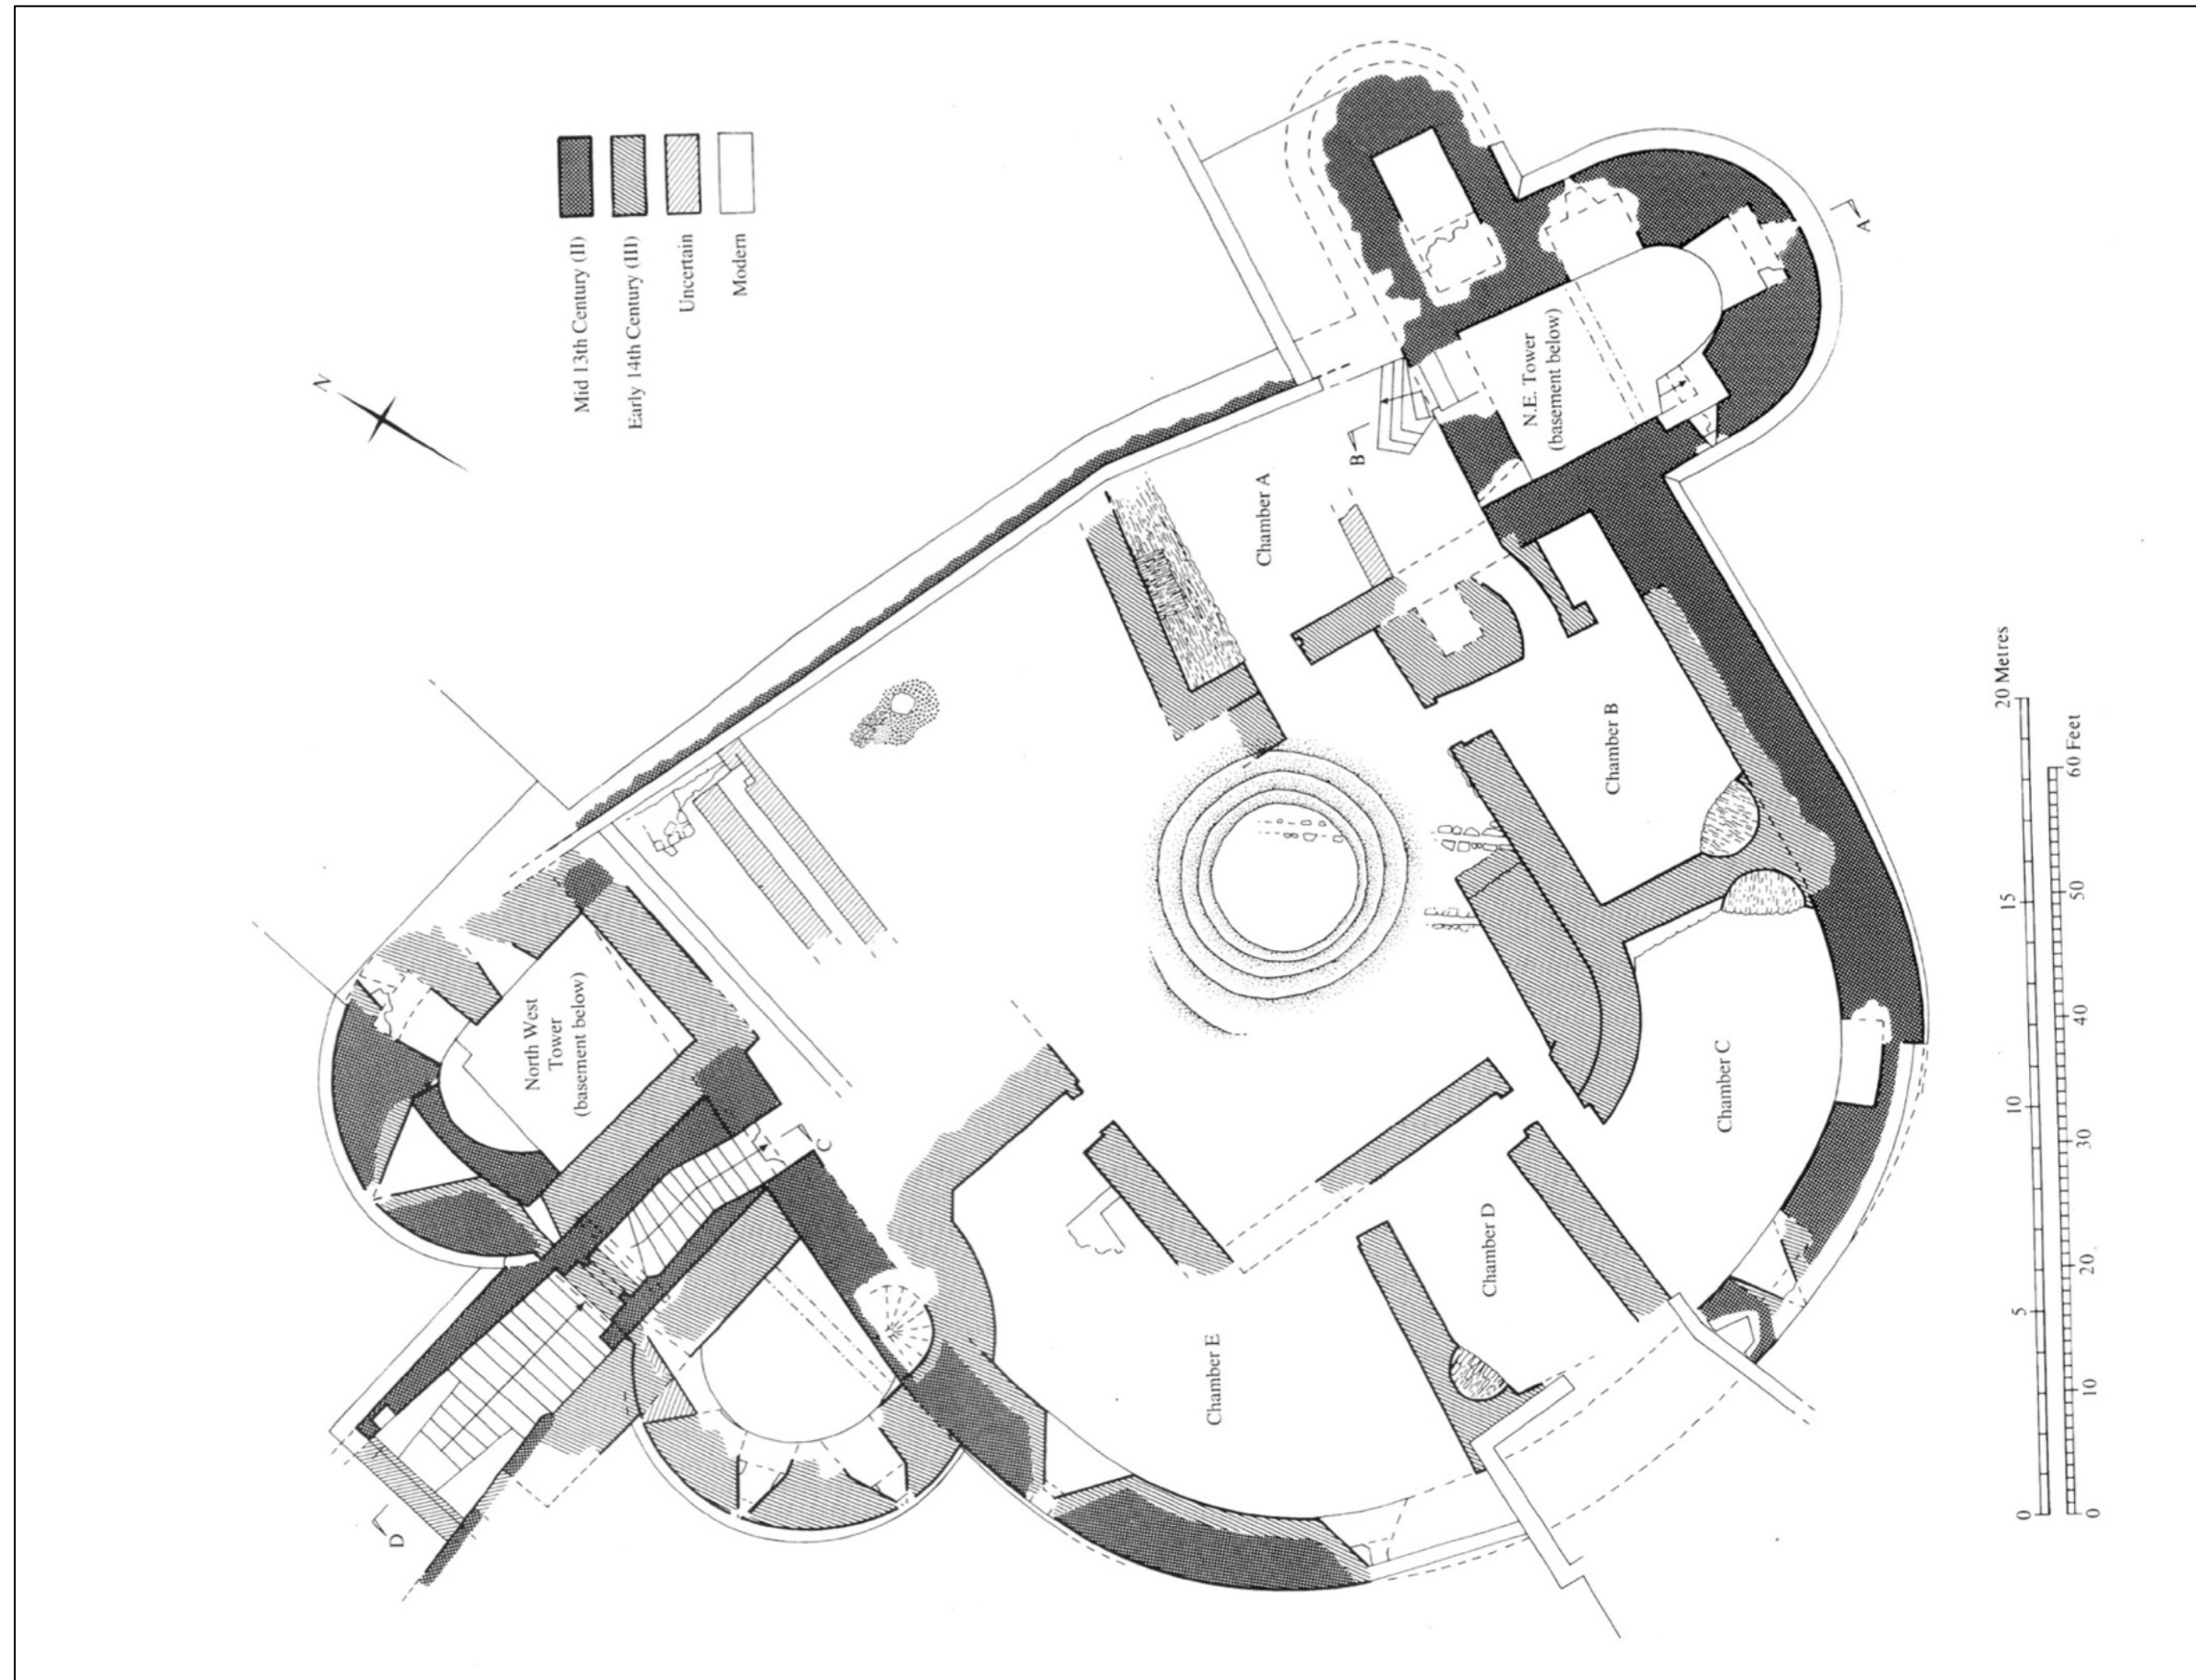 N
Mid 13th Century (II)
Early 14th Century (III)
Uncertain
Modern
A
B
N.E. Tower
(basement below)
Chamber A
Chamber B
Chamber C
Chamber D
Chamber E
North West
Tower
(basement below)
C
D
0
5
10
15
20 Metres
0
10
20
30
40
50
60 Feet